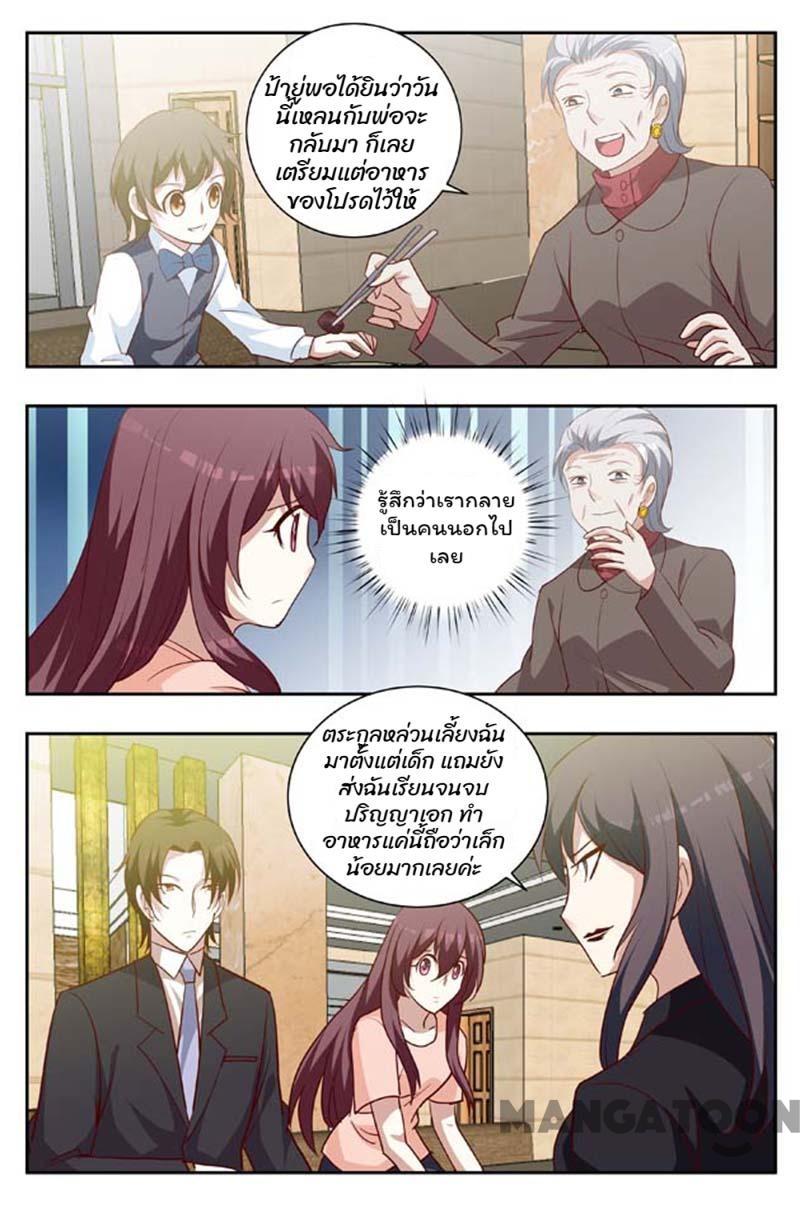 ป้ายู่พอได้ยินว่าวัน
นี้เหลนกับพ่อจะ
กลับมา ก็เลย
เตรียมแต่อาหาร
ของโปรดไว้ให้
รู้สึกว่าเรากลาย
เป็นคนนอกไป
เลย
ตระกูลหล่วนเลี้ยงฉัน
มาตั้งแต่เด็ก แถมยัง
ส่งฉันเรียนจนจบ
ปริญญาเอก ทำ
อาหารแค่นี้ถือว่าเล็ก
น้อยมากเลยค่ะ
MANGATOON